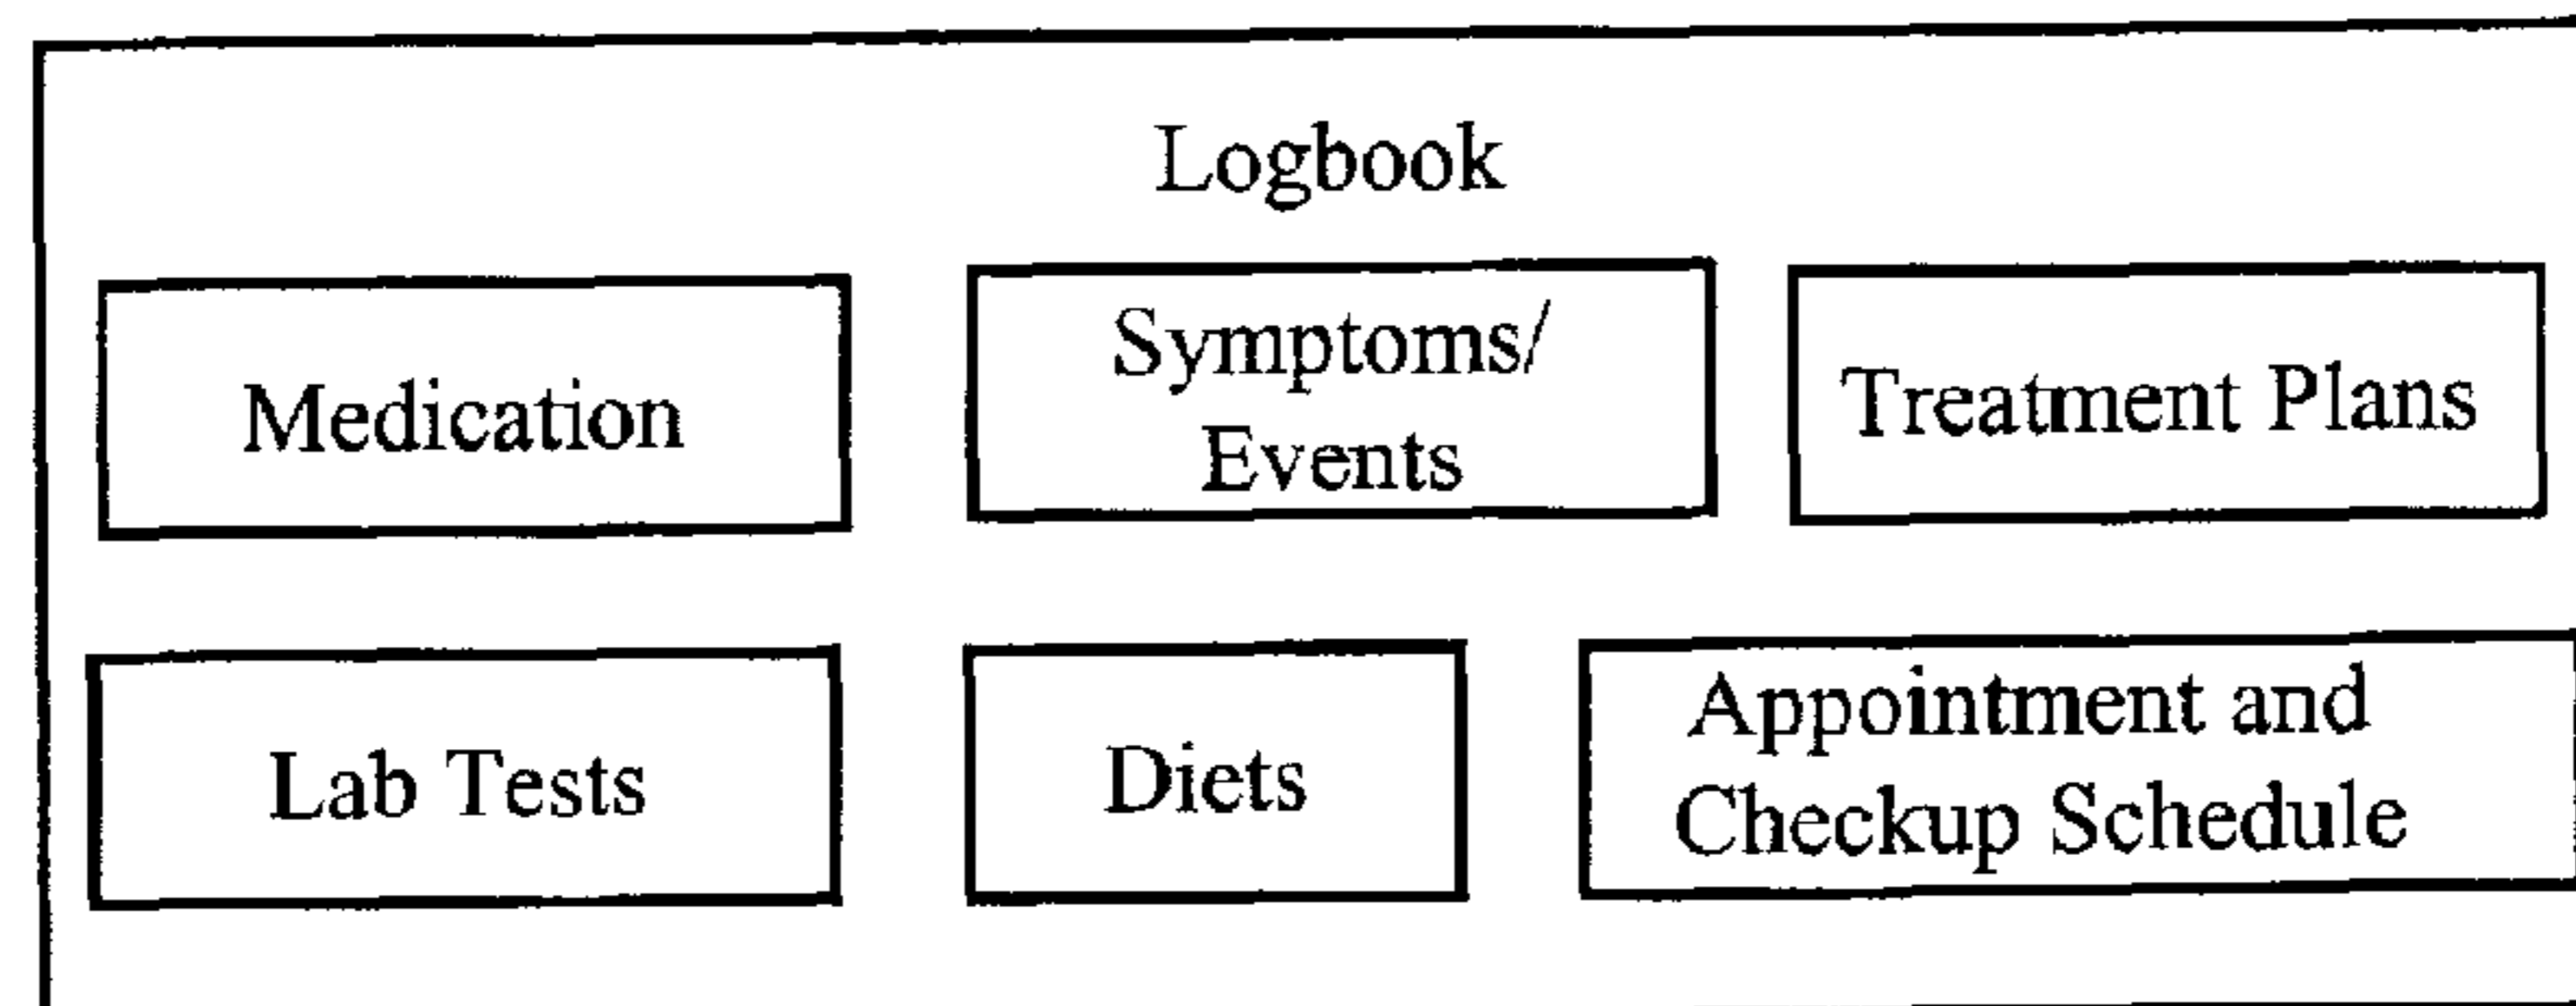 Logbook
Medication
Symptoms/
Events
Treatment Plans
Lab Tests
Diets
Appointment and
Checkup Schedule